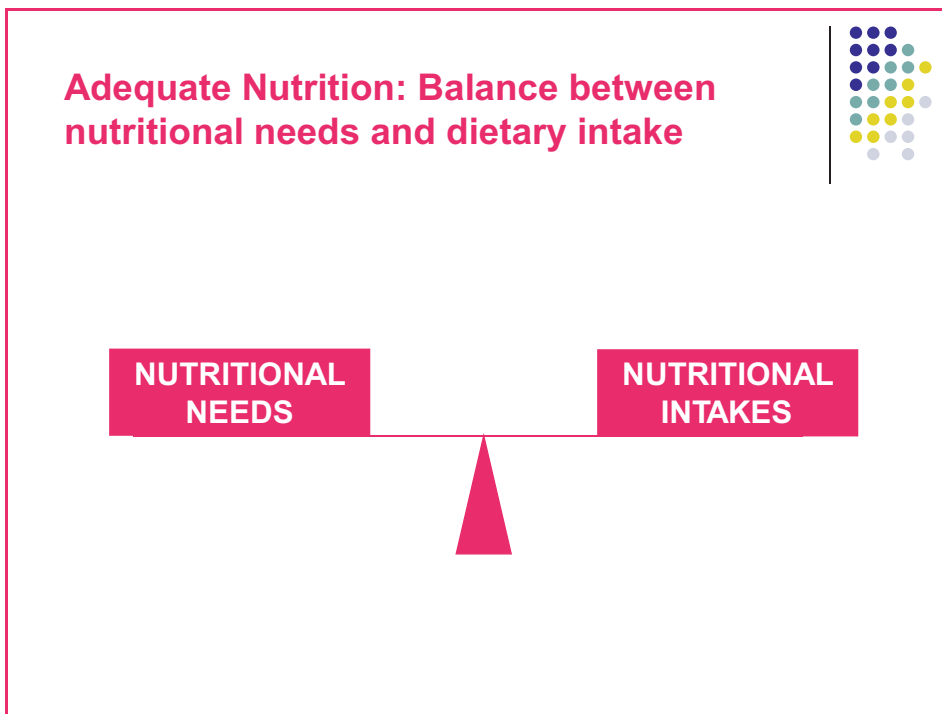 Adequate Nutrition: Balance between
nutritional needs and dietary intake
NUTRITIONAL
NEEDS
NUTRITIONAL
INTAKES